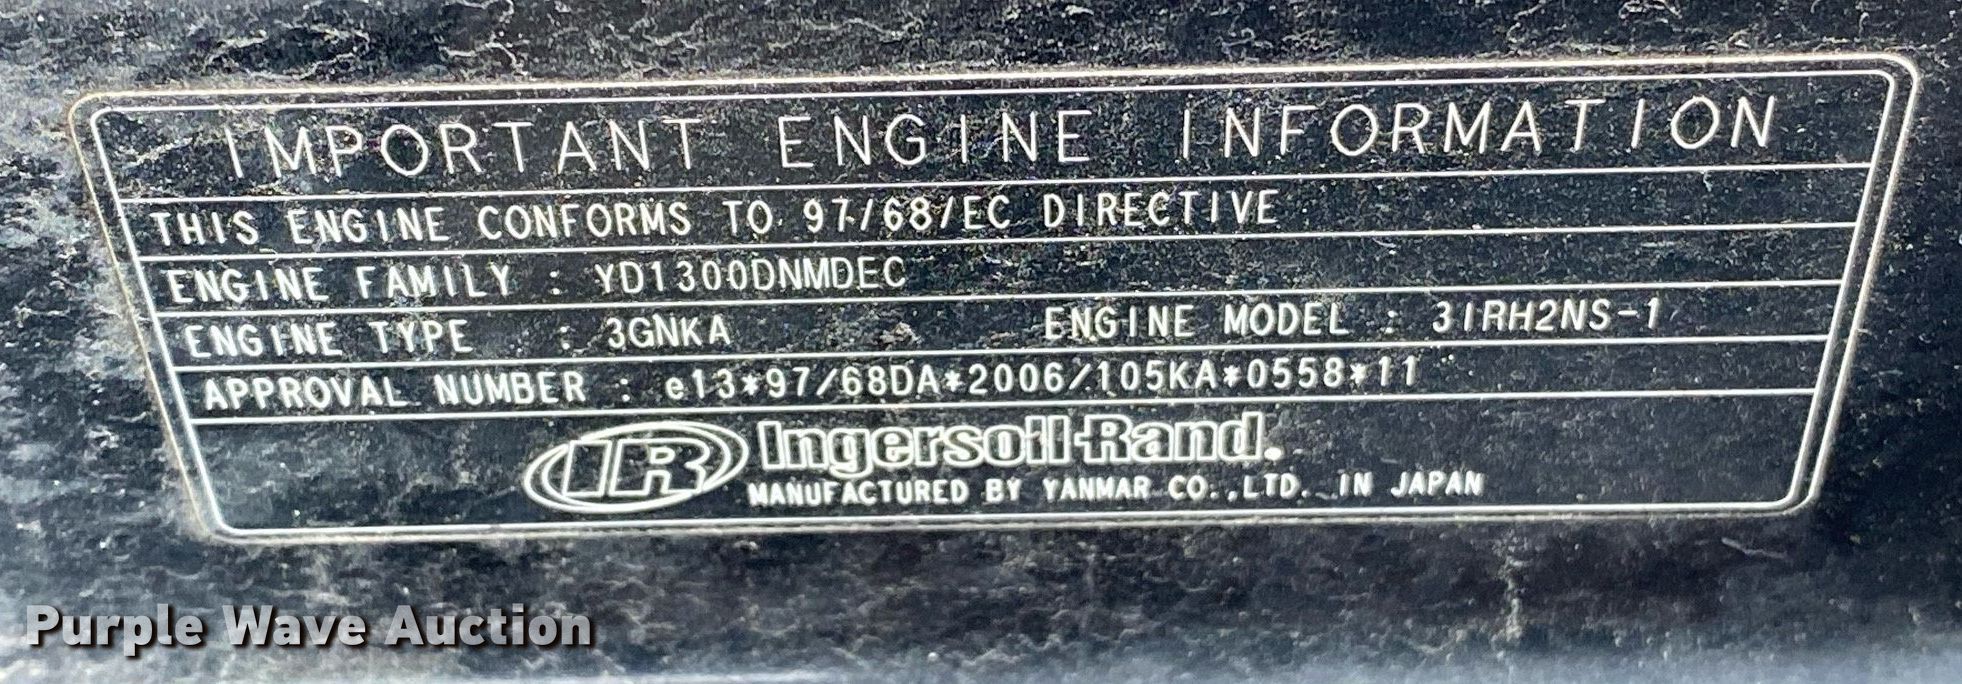 IMPORTANT ENGINE INFORMATION
THIS ENGINE CONFORMS TO 97/68/EC DIRECTIVE
ENGINE FAMILY : YD1300DNMDEC
ENGINE TYPE : 3GNKA ENGINE MODEL : 3IRH2NS-1
APPROVAL NUMBER : e13*97/68DA*2006/105KA*0558*11
IR Ingersoll-Rand.
MANUFACTURED BY YANMAR CO.,LTD. IN JAPAN
Purple Wave Auction